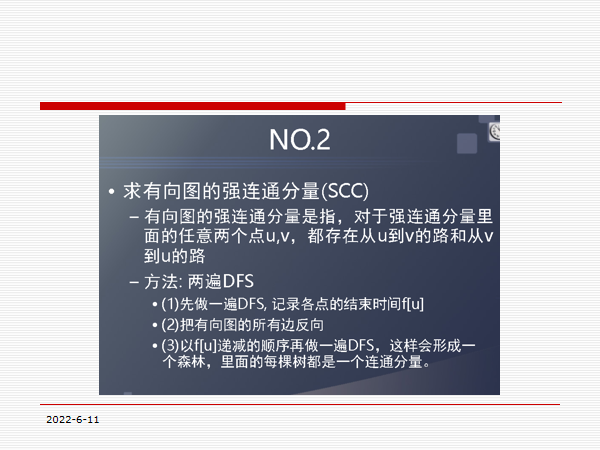 NO.2
• 求有向图的强连通分量(SCC)
– 有向图的强连通分量是指，对于强连通分量里
面的任意两个点u,v，都存在从u到v的路和从v
到u的路
– 方法: 两遍DFS
• (1)先做一遍DFS, 记录各点的结束时间f[u]
• (2)把有向图的所有边反向
• (3)以f[u]递减的顺序再做一遍DFS，这样会形成一
个森林，里面的每棵树都是一个连通分量。
2022-6-11